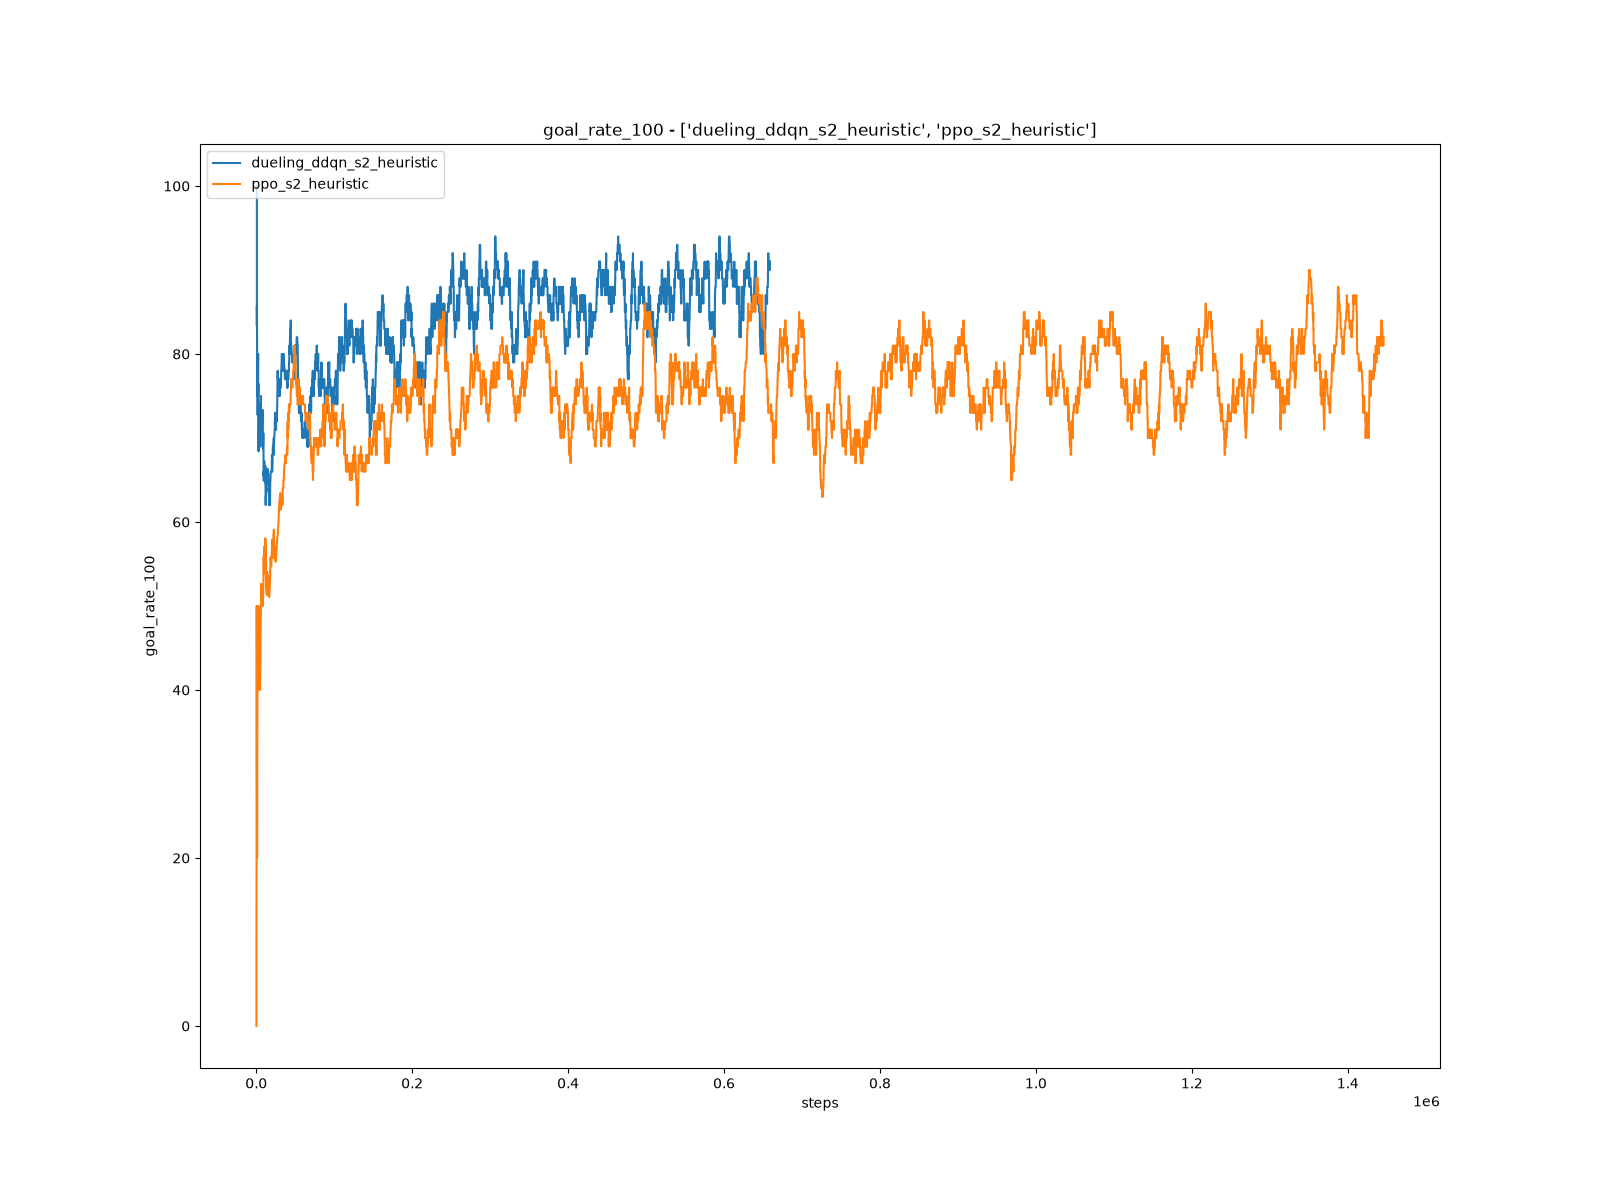 goal_rate_100 - ['dueling_ddqn_s2_heuristic', 'ppo_s2_heuristic']
dueling_ddqn_s2_heuristic
ppo_s2_heuristic
100
80
60
40
20
0
goal_rate_100
0.0 0.2 0.4 0.6 0.8 1.0 1.2 1.4
steps
1e6